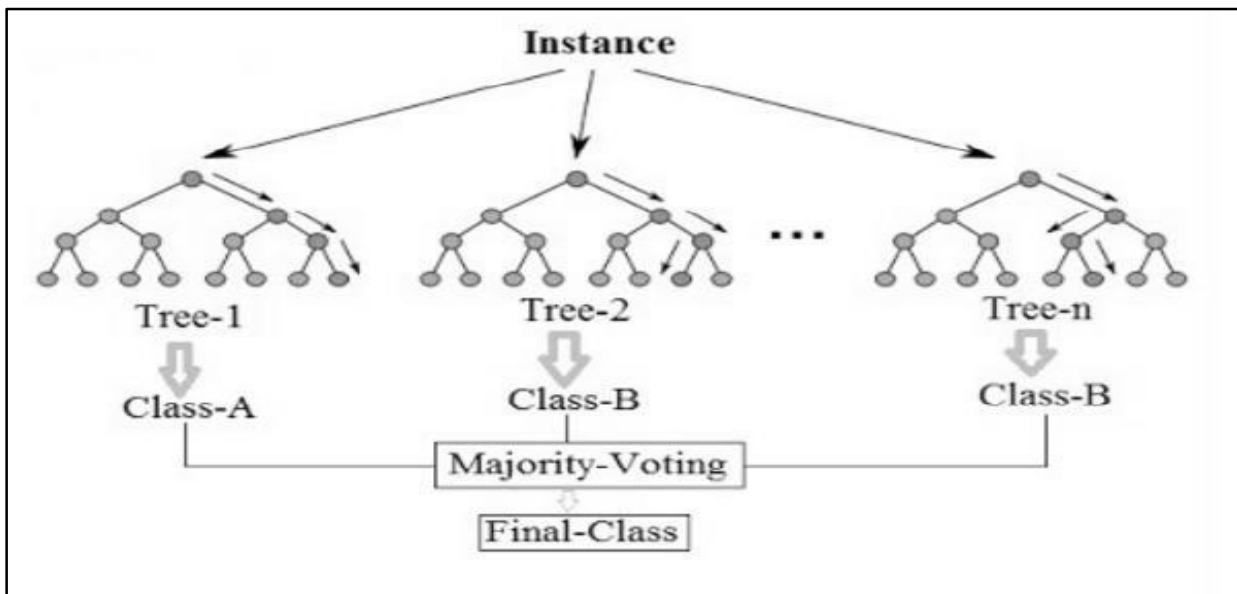 Instance
...
Tree-1
Tree-2
Tree-n
Class-A
Class-B
Class-B
Majority-Voting
Final-Class